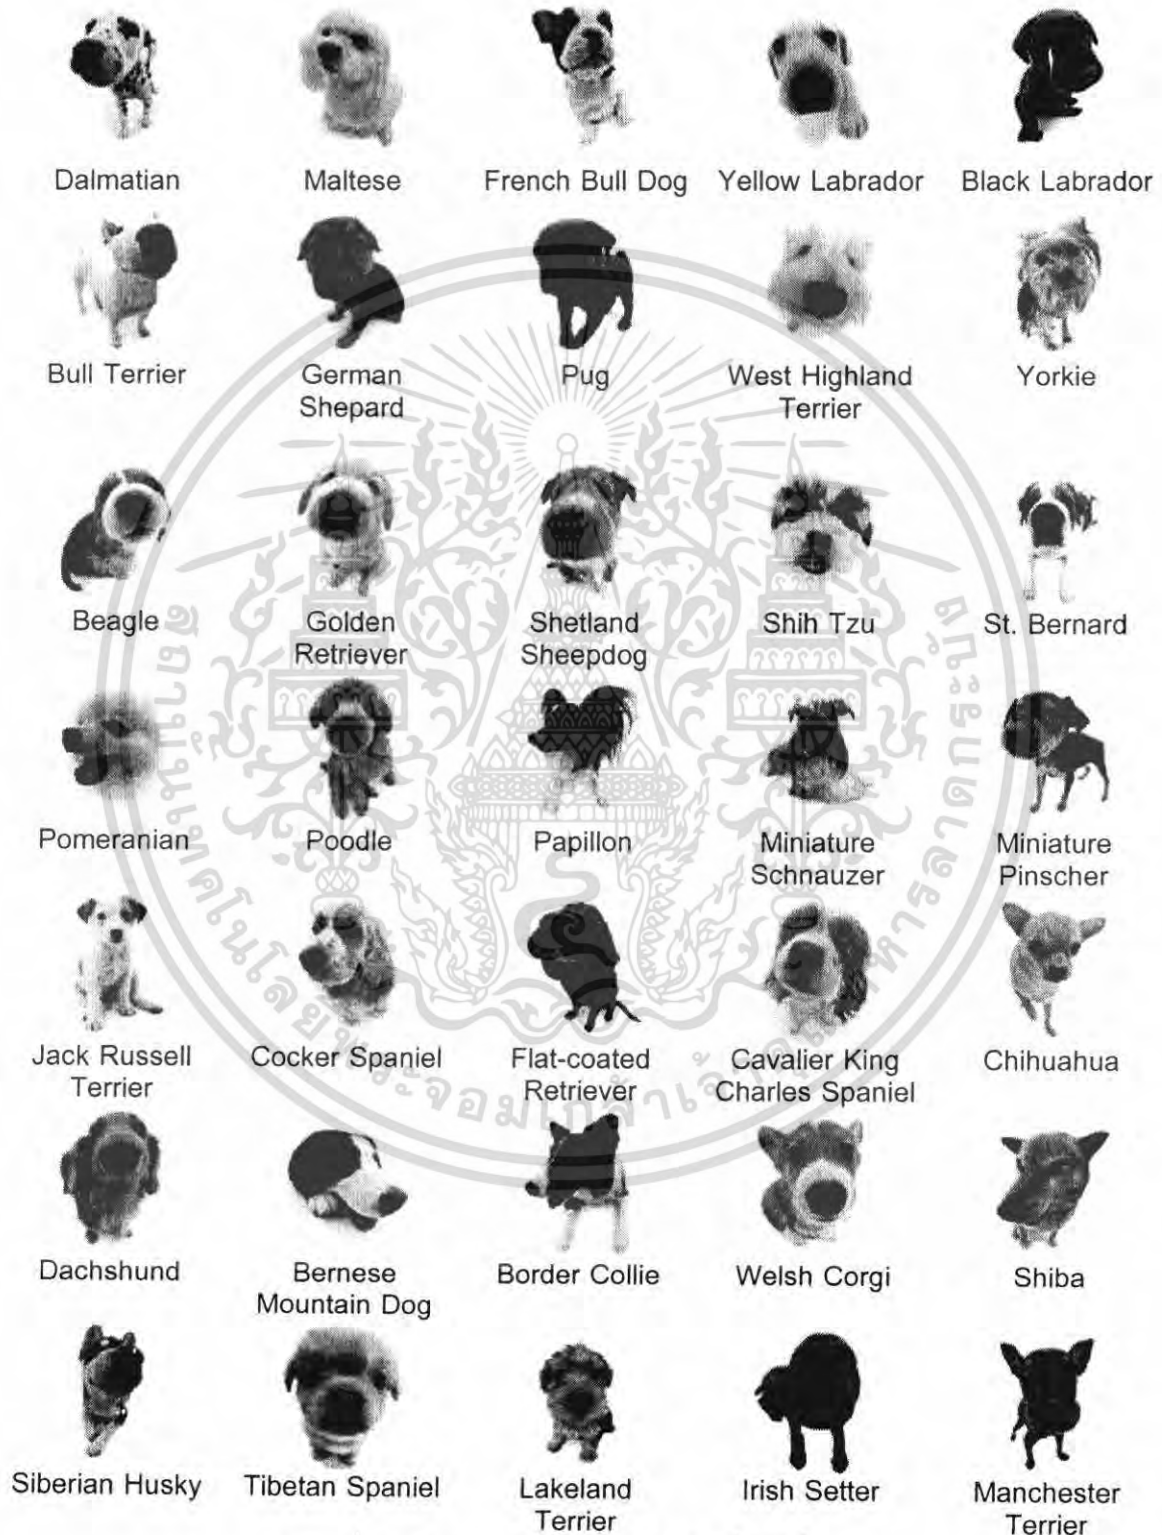 Dalmatian Maltese French Bull Dog Yellow Labrador Black Labrador
Bull Terrier German Shepard Pug West Highland Terrier Yorkie
Beagle Golden Retriever Shetland Sheepdog Shih Tzu St. Bernard
Pomeranian Poodle Papillon Miniature Schnauzer Miniature Pinscher
Jack Russell Terrier Cocker Spaniel Flat-coated Retriever Cavalier King Charles Spaniel Chihuahua
Dachshund Bernese Mountain Dog Border Collie Welsh Corgi Shiba
Siberian Husky Tibetan Spaniel Lakeland Terrier Irish Setter Manchester Terrier